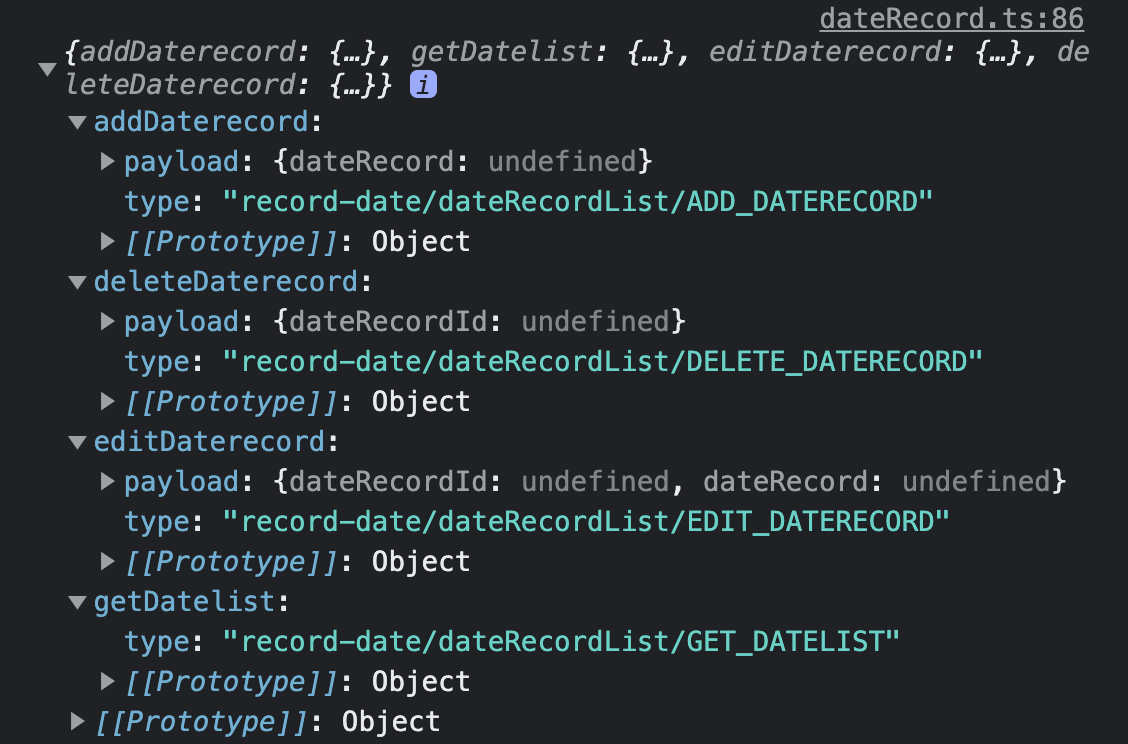 dateRecord.ts:86
{addDaterecord: {…}, getDatelist: {…}, editDaterecord: {…}, de
leteDaterecord: {…}} i
addDaterecord:
payload: {dateRecord: undefined}
type: "record-date/dateRecordList/ADD_DATERECORD"
[[Prototype]]: Object
deleteDaterecord:
payload: {dateRecordId: undefined}
type: "record-date/dateRecordList/DELETE_DATERECORD"
[[Prototype]]: Object
editDaterecord:
payload: {dateRecordId: undefined, dateRecord: undefined}
type: "record-date/dateRecordList/EDIT_DATERECORD"
[[Prototype]]: Object
getDatelist:
type: "record-date/dateRecordList/GET_DATELIST"
[[Prototype]]: Object
[[Prototype]]: Object